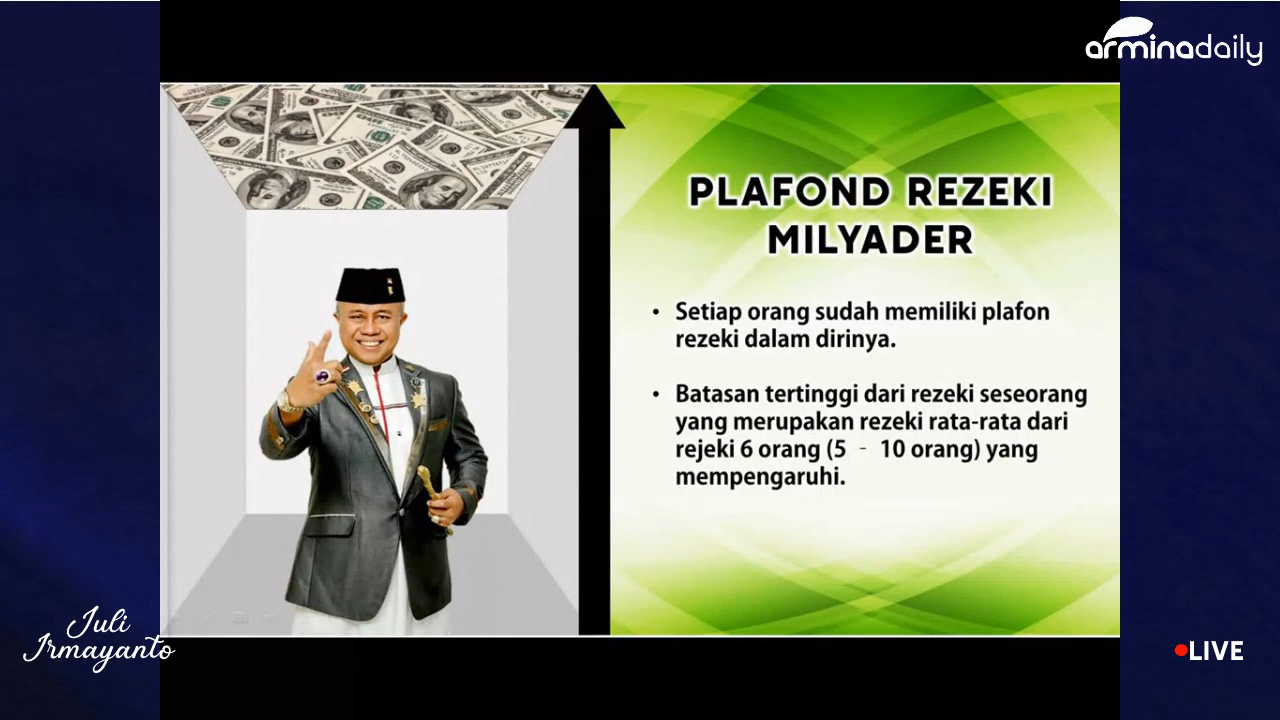 arminadaily
PLAFOND REZEKI
MILYADER
• Setiap orang sudah memiliki plafon
rezeki dalam dirinya.
• Batasan tertinggi dari rezeki seseorang
yang merupakan rezeki rata-rata dari
rejeki 6 orang (5 - 10 orang) yang
mempengaruhi.
Juli
Irmayanto
LIVE